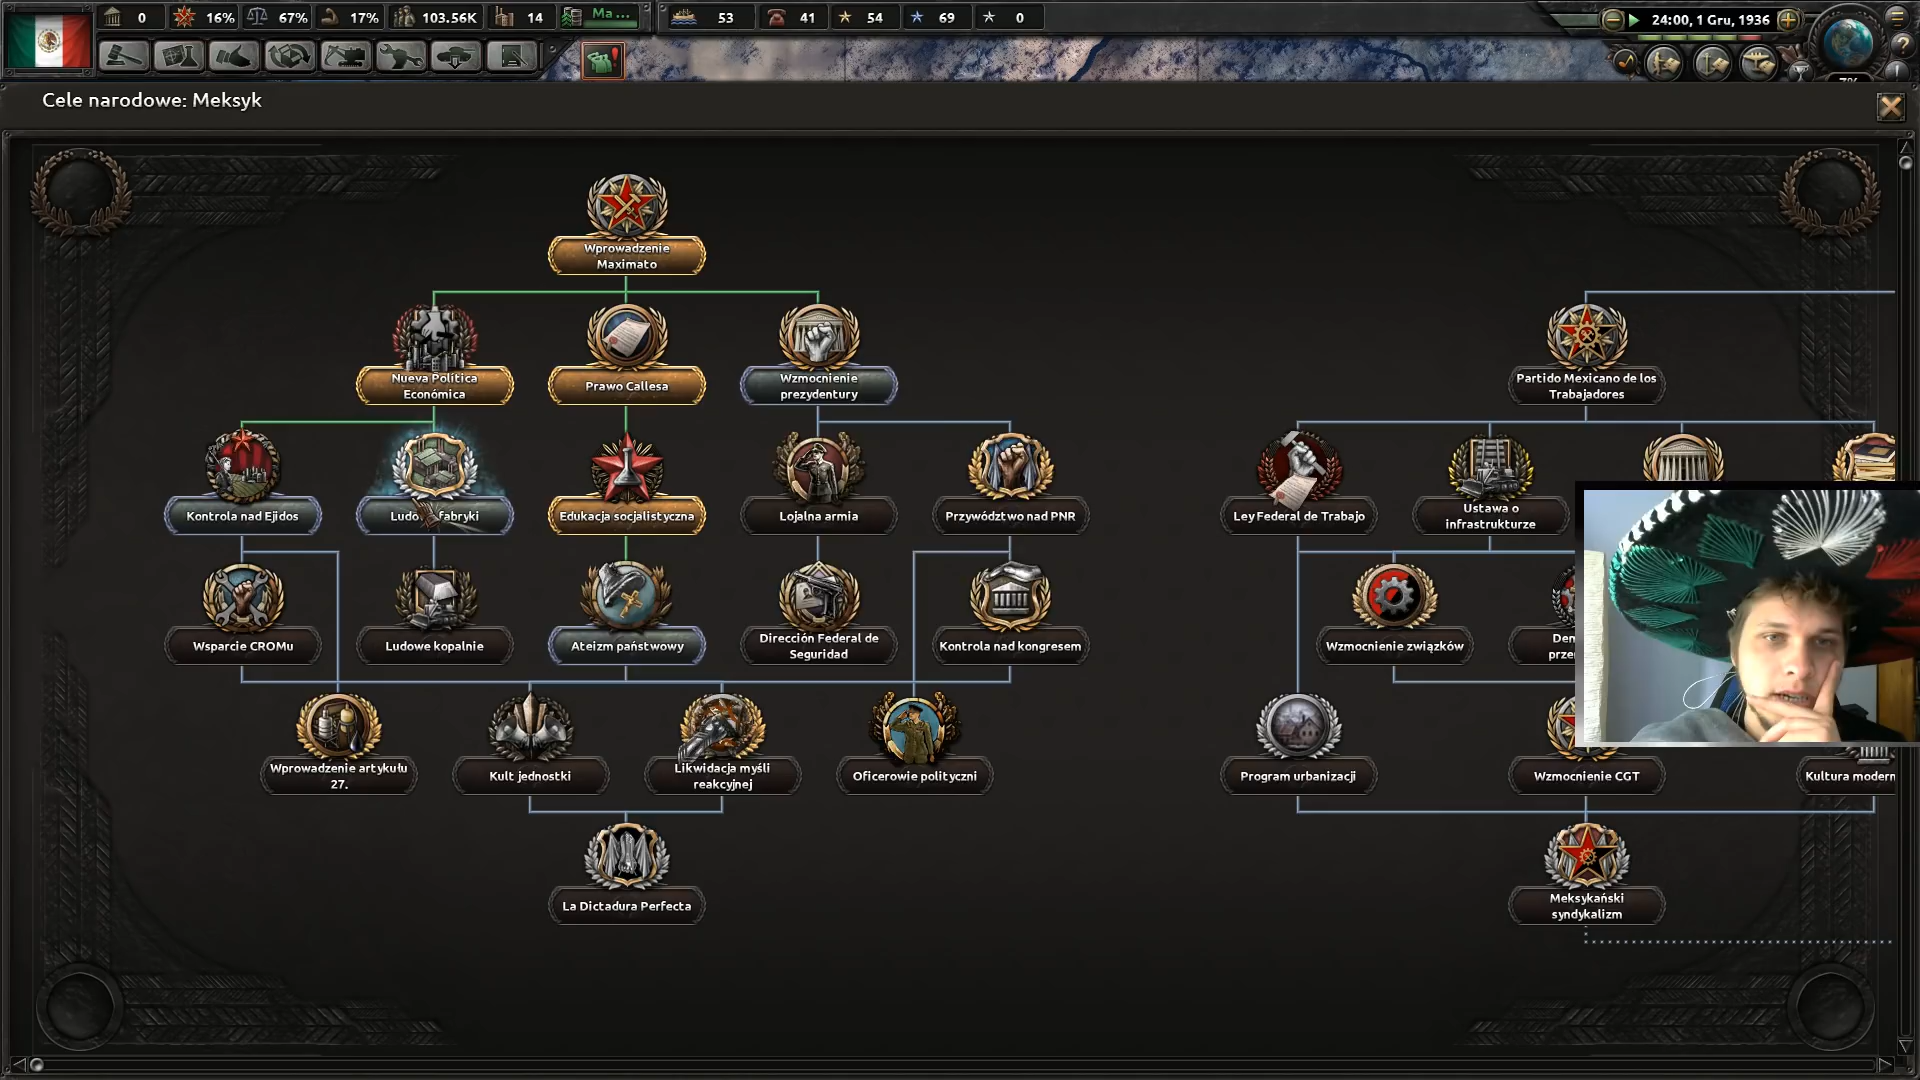 0
16%
67%
17%
103.56K
14
Ma ...
53
41
54
69
0
24:00, 1 Gru, 1936
Cele narodowe: Meksyk
Wprowadzenie
Maximato
Nueva Política
Económica
Prawo Callesa
Wzmocnienie
prezydentury
Partido Mexicano de los
Trabajadores
Kontrola nad Ejidos
Edukacja socjalistyczna
Lojalna armia
Przywództwo nad PNR
Ley Federal de Trabajo
Ustawa o
infrastrukturze
Wsparcie CROMu
Ludowe kopalnie
Ateizm państwowy
Dirección Federal de
Seguridad
Kontrola nad kongresem
Wzmocnienie związków
Wprowadzenie artykułu
27.
Kult jednostki
Likwidacja myśli
reakcyjnej
Oficerowie polityczni
Program urbanizacji
Wzmocnienie CGT
Kultura modern
La Dictadura Perfecta
Meksykański
syndykalizm